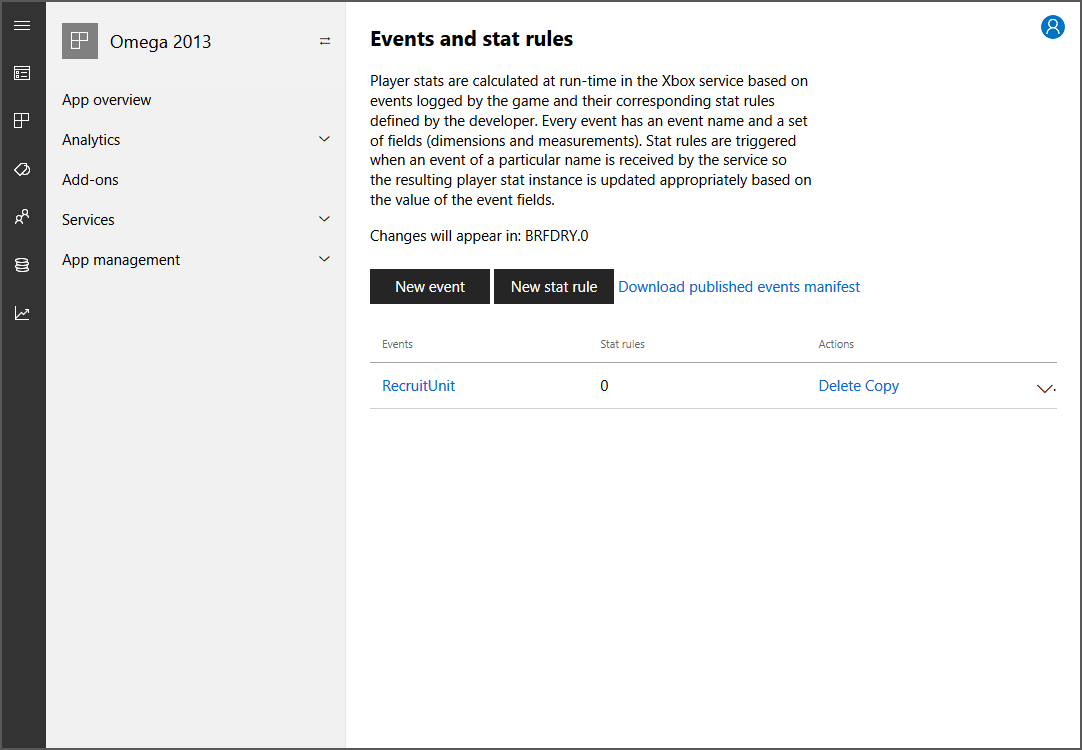 Omega 2013
App overview
Analytics
Add-ons
Services
App management
Events and stat rules
Player stats are calculated at run-time in the Xbox service based on
events logged by the game and their corresponding stat rules
defined by the developer. Every event has an event name and a set
of fields (dimensions and measurements). Stat rules are triggered
when an event of a particular name is received by the service so
the resulting player stat instance is updated appropriately based on
the value of the event fields.
Changes will appear in: BRFDRY.0
New event New stat rule Download published events manifest
Events Stat rules Actions
RecruitUnit 0 Delete Copy